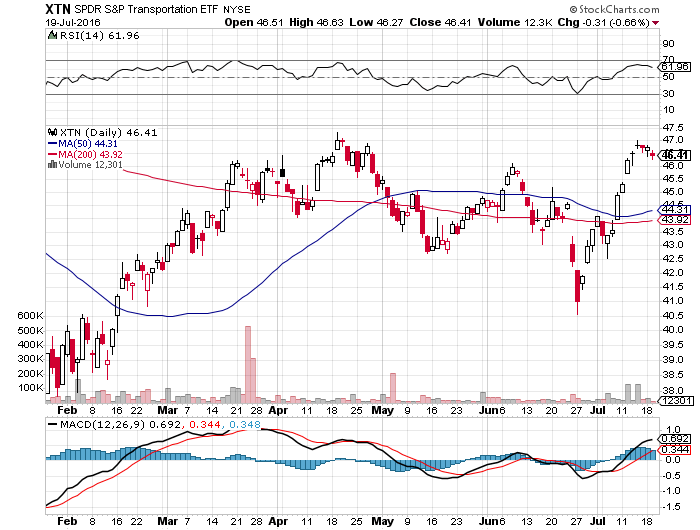 XTN SPDR S&P Transportation ETF NYSE © StockCharts.com
19-Jul-2016 Open 46.51 High 46.63 Low 46.27 Close 46.41 Volume 12.3K Chg -0.31 (-0.66%)
RSI(14) 61.96
90
70
61.96
50
30
10
XTN (Daily) 46.41
MA(50) 44.31
MA(200) 43.92
Volume 12,301
47.5
47.0
46.41
46.0
45.5
45.0
44.5
44.31
43.92
43.5
43.0
42.5
42.0
41.5
41.0
40.5
40.0
39.5
39.0
38.5
38.0
600K
500K
400K
300K
200K
100K
12301
Feb 8 16 22 Mar 7 14 21 28 Apr 11 18 25 May 9 16 23 Jun 6 13 20 27 Jul 11 18
MACD(12,26,9) 0.692, 0.344, 0.348
1.0
0.692
0.344
0.0
-0.5
-1.0
-1.5
Feb 8 16 22 Mar 7 14 21 28 Apr 11 18 25 May 9 16 23 Jun 6 13 20 27 Jul 11 18